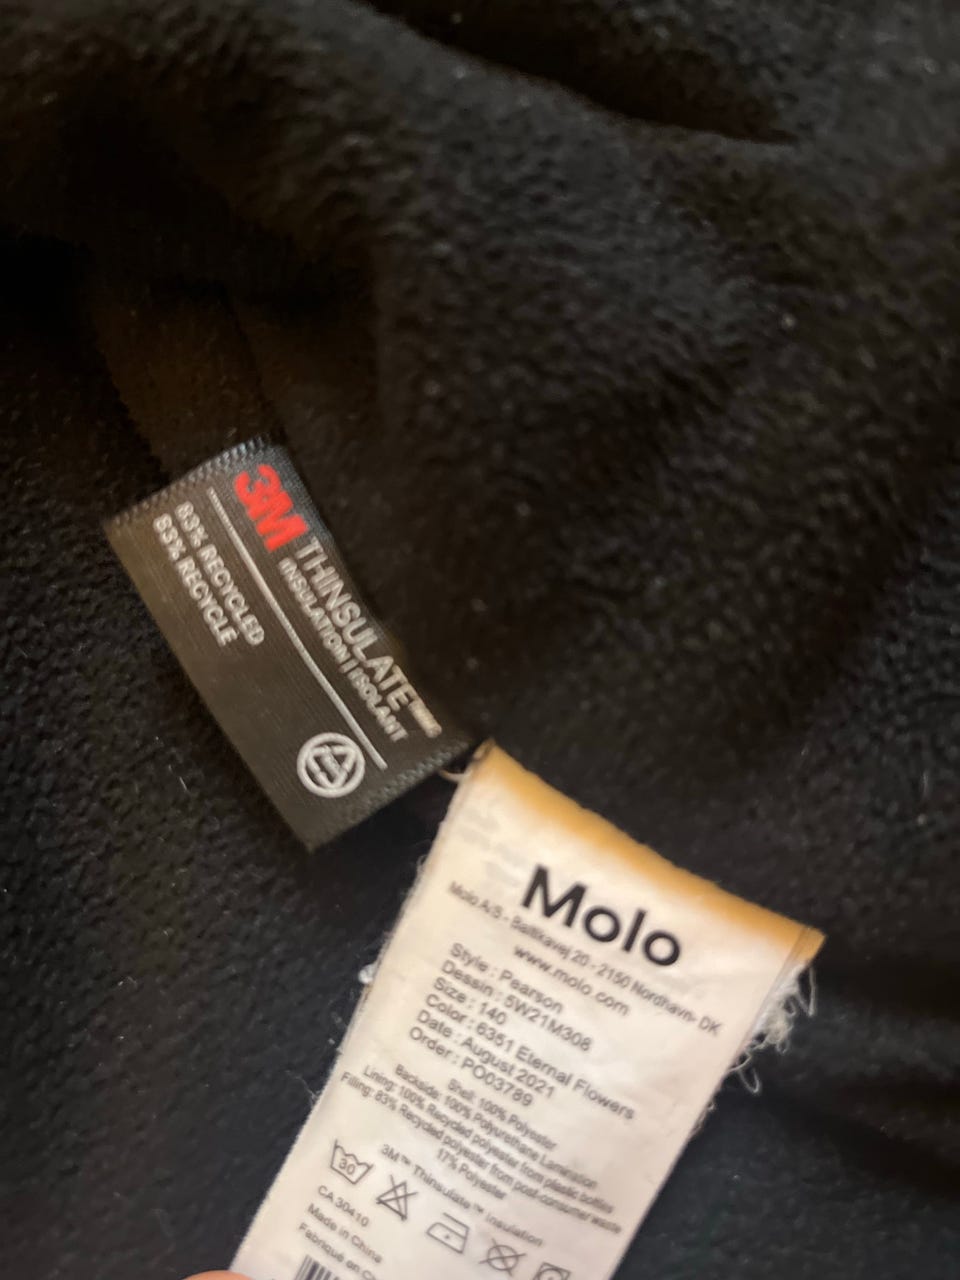 3M THINSULATE™
INSULATION | ISOLANT
83% RECYCLED
83% RECYCLE
Molo
Molo A/S - Baltikavej 20 - 2150 Nordhavn- DK
www.molo.com
Style : Pearson
Dessin : 5W21M308
Size : 140
Color : 6351 Eternal Flowers
Date : August 2021
Order : PO03789
Shell: 100% Polyester
Backside: 100% Polyurethane Lamination
Lining: 100% Recycled polyester from plastic bottles
Filling: 83% Recycled polyester from post-consumer waste
17% Polyester
3M™ Thinsulate™ Insulation
30
CA 30410
Made in China
Fabriqué en